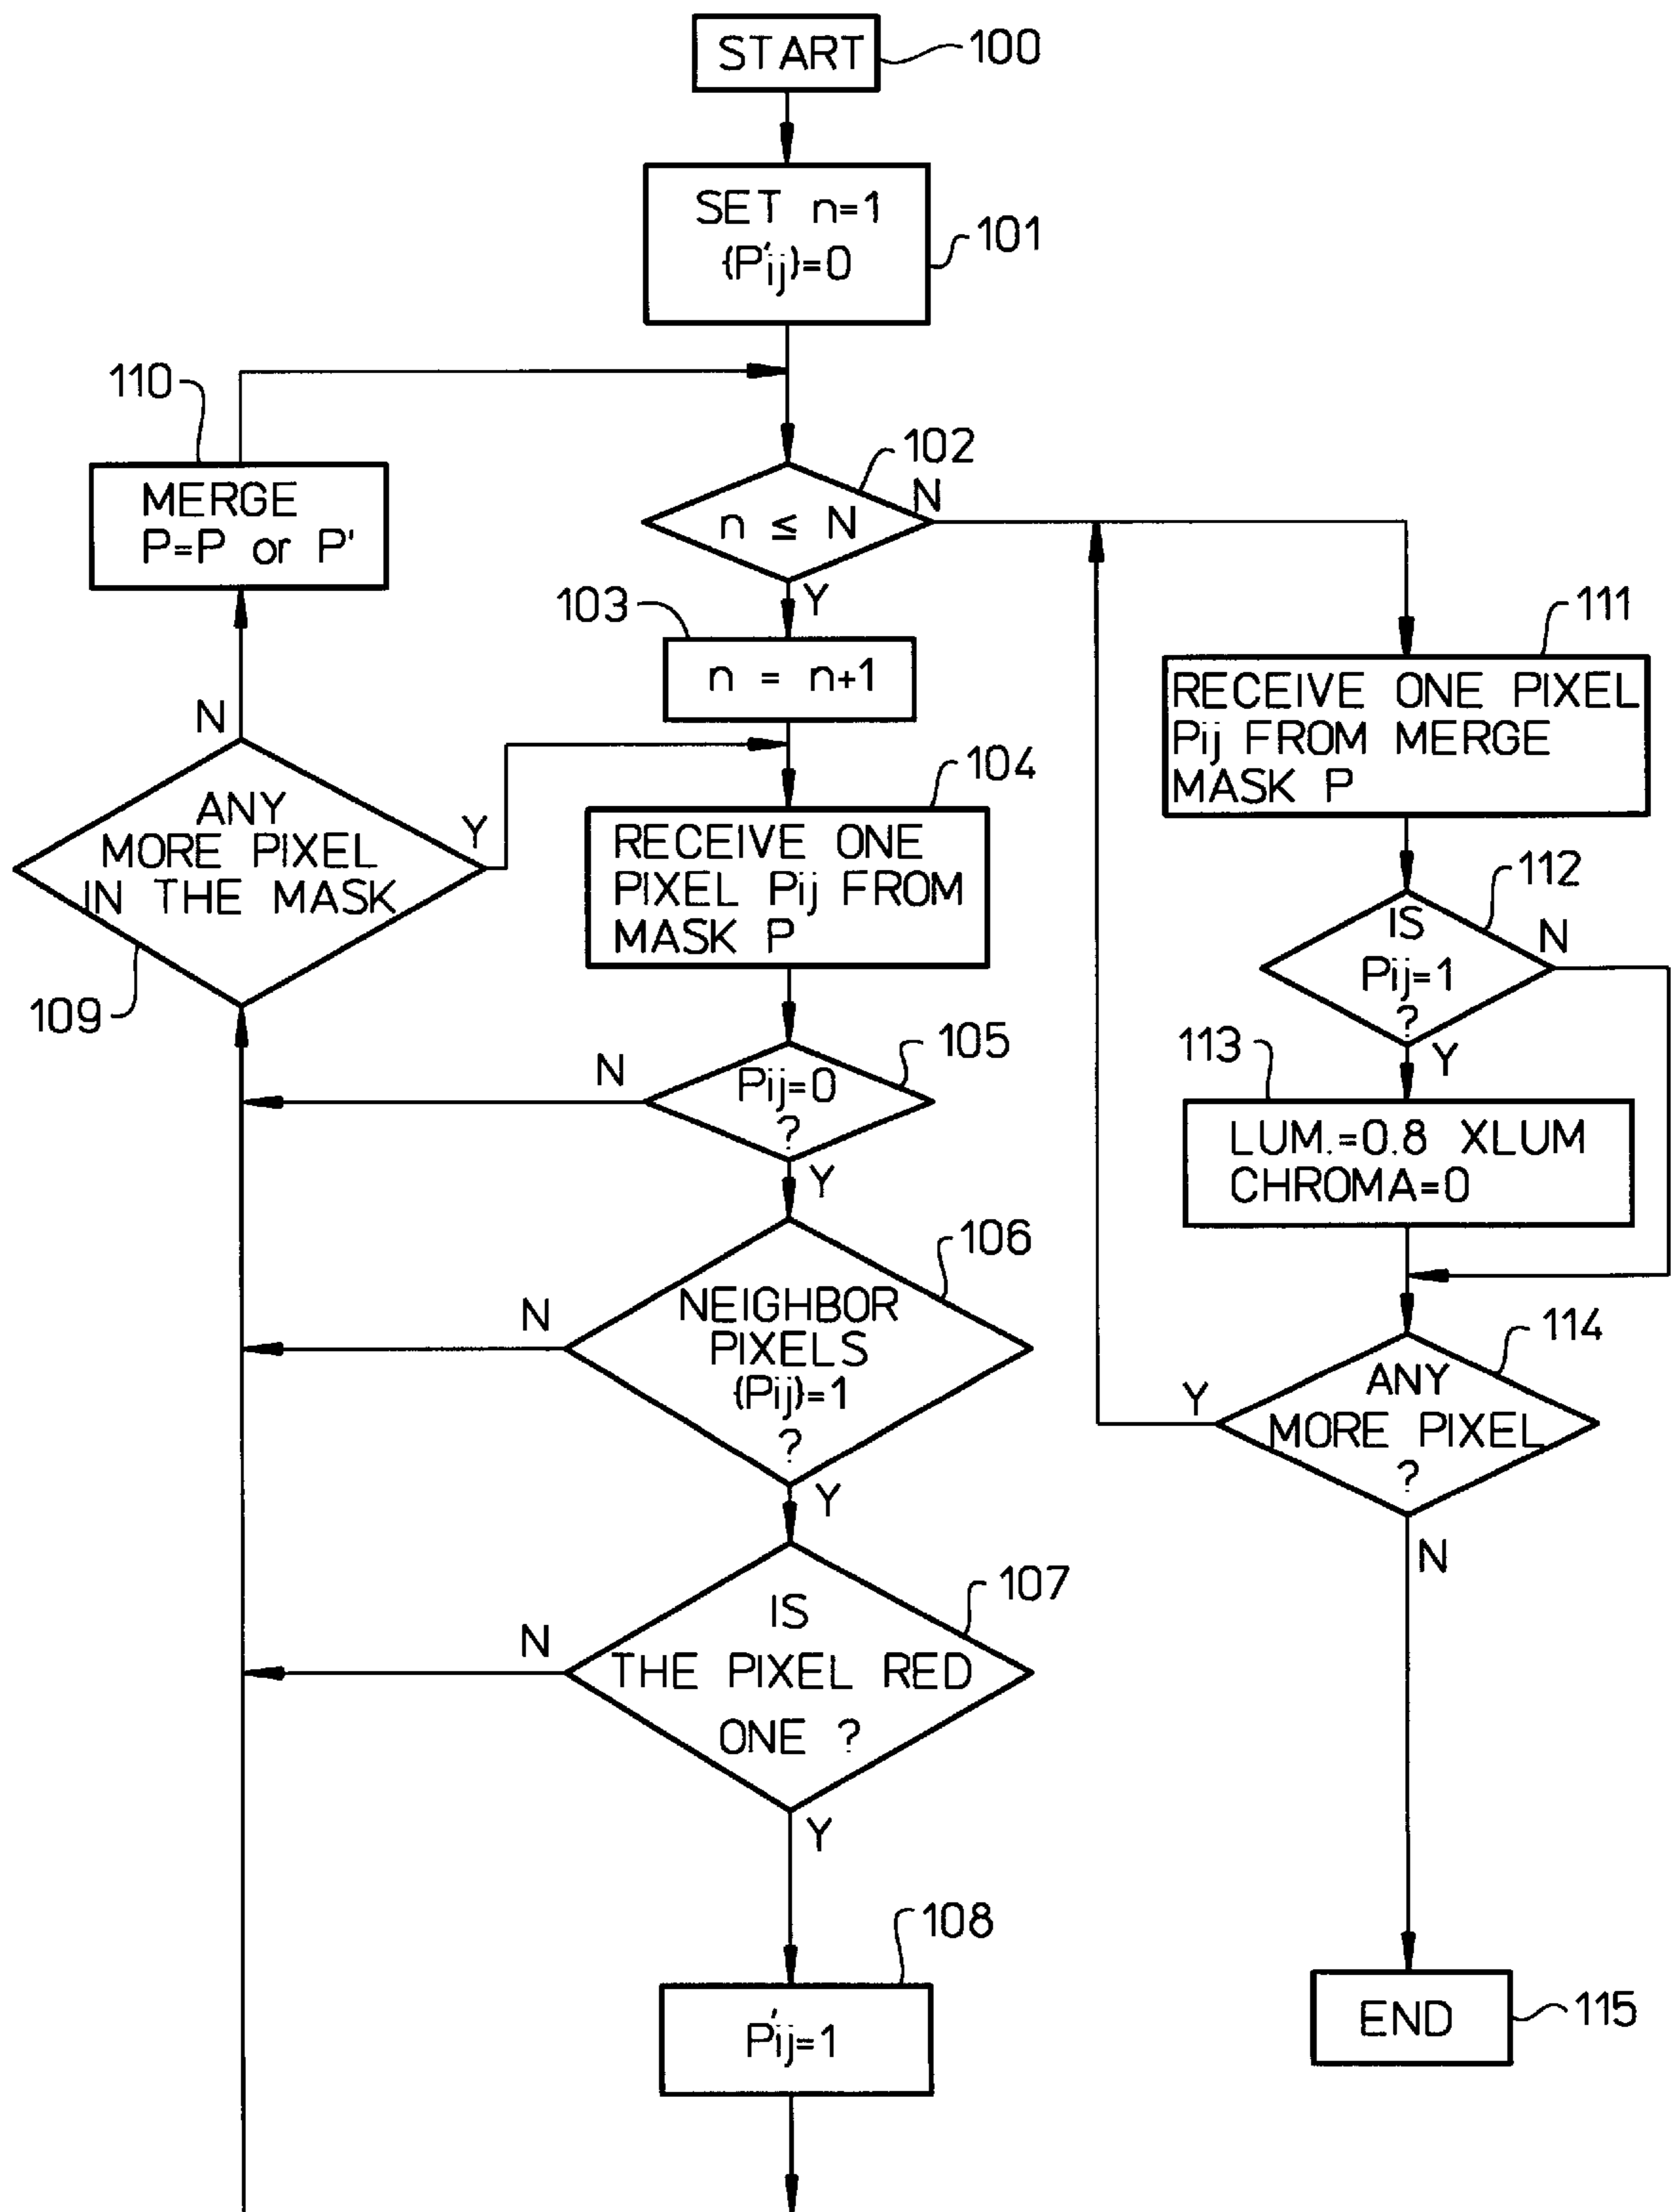 START
100
SET n=1
(P'ij)=0
101
110
MERGE
P=P or P'
102
n ≤ N
N
Y
103
n = n+1
111
RECEIVE ONE PIXEL
Pij FROM MERGE
MASK P
N
ANY
MORE PIXEL
IN THE MASK
Y
109
104
RECEIVE ONE
PIXEL Pij FROM
MASK P
112
IS
Pij=1
?
N
Y
105
Pij=0
?
N
Y
113
LUM.=0.8 XLUM
CHROMA=0
106
NEIGHBOR
PIXELS
(Pij)=1
?
N
Y
114
ANY
MORE PIXEL
?
Y
N
107
IS
THE PIXEL RED
ONE ?
N
Y
108
P'ij=1
END
115